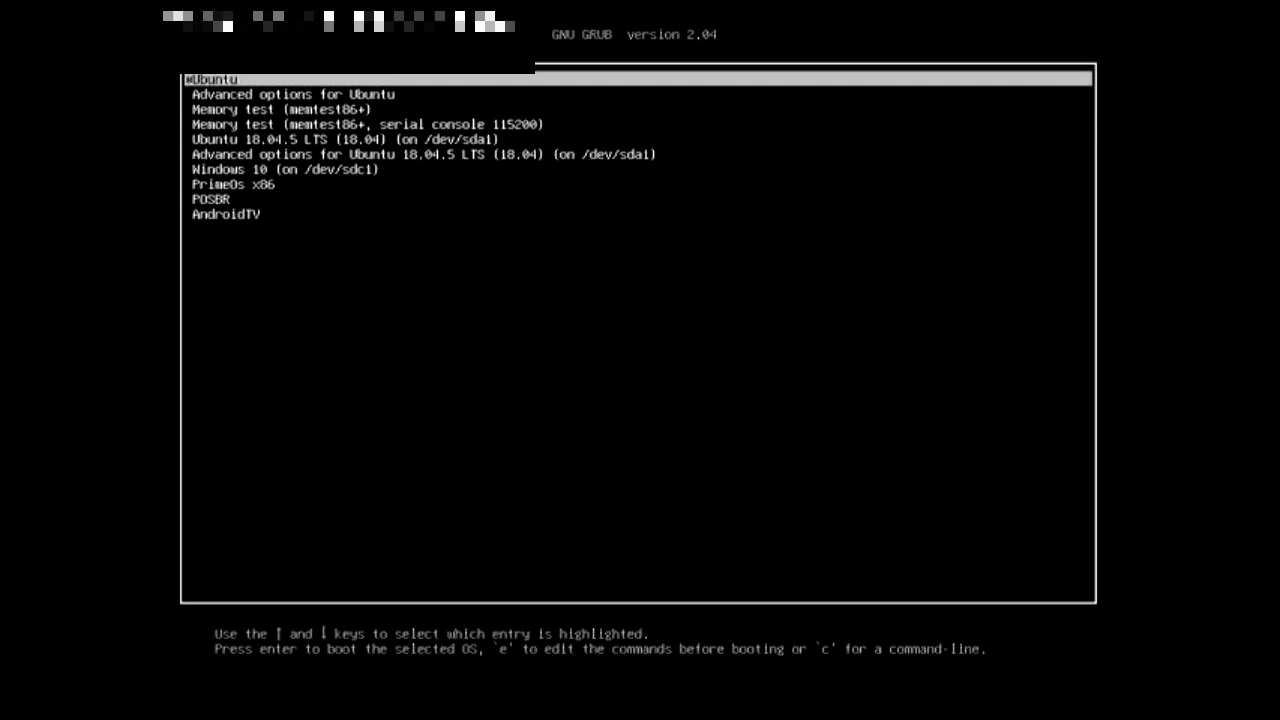 GNU GRUB version 2.04
*Ubuntu
Advanced options for Ubuntu
Memory test (memtest86+)
Memory test (memtest86+, serial console 115200)
Ubuntu 18.04.5 LTS (18.04) (on /dev/sda1)
Advanced options for Ubuntu 18.04.5 LTS (18.04) (on /dev/sda1)
Windows 10 (on /dev/sdc1)
PrimeOs x86
POSBR
AndroidTV
Use the ↑ and ↓ keys to select which entry is highlighted.
Press enter to boot the selected OS, `e' to edit the commands before booting or `c' for a command-line.